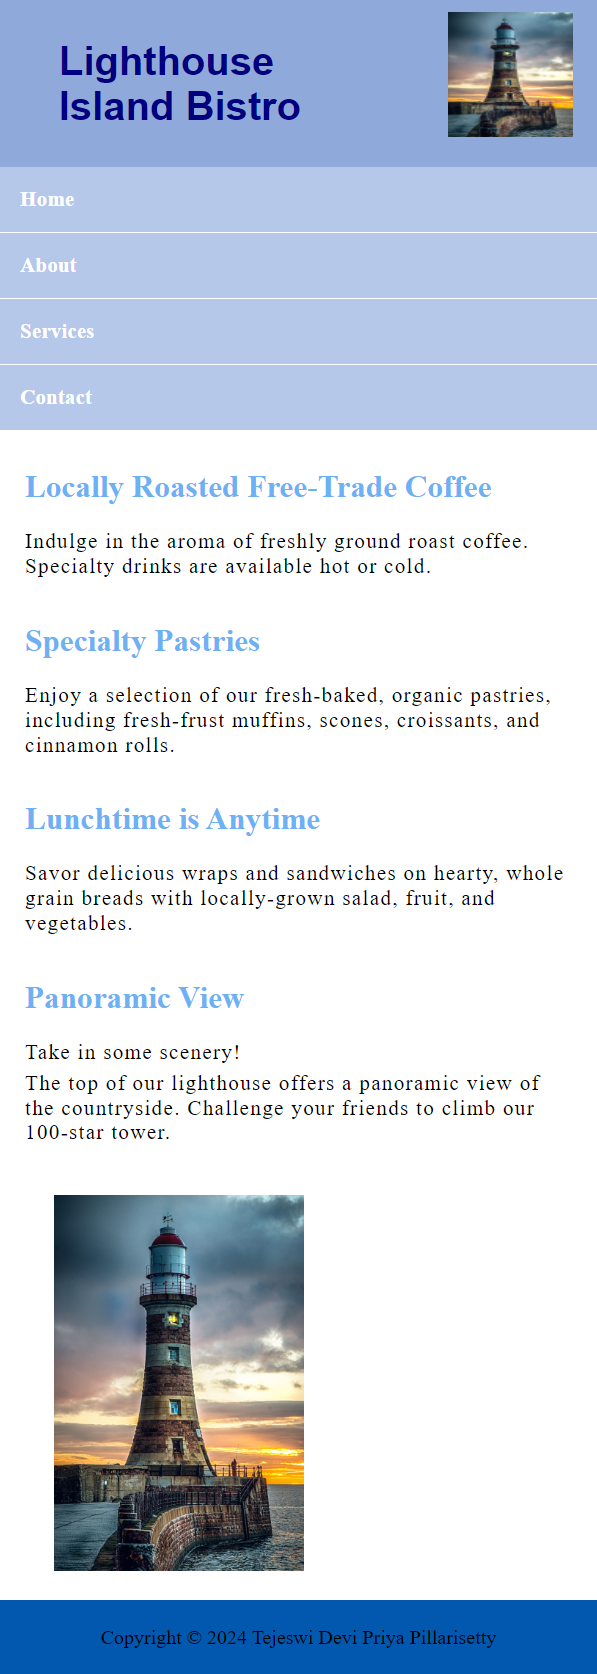 Lighthouse
Island Bistro
Home
About
Services
Contact
Locally Roasted Free-Trade Coffee
Indulge in the aroma of freshly ground roast coffee.
Specialty drinks are available hot or cold.
Specialty Pastries
Enjoy a selection of our fresh-baked, organic pastries,
including fresh-frust muffins, scones, croissants, and
cinnamon rolls.
Lunchtime is Anytime
Savor delicious wraps and sandwiches on hearty, whole
grain breads with locally-grown salad, fruit, and
vegetables.
Panoramic View
Take in some scenery!
The top of our lighthouse offers a panoramic view of
the countryside. Challenge your friends to climb our
100-star tower.
Copyright © 2024 Tejeswi Devi Priya Pillarisetty